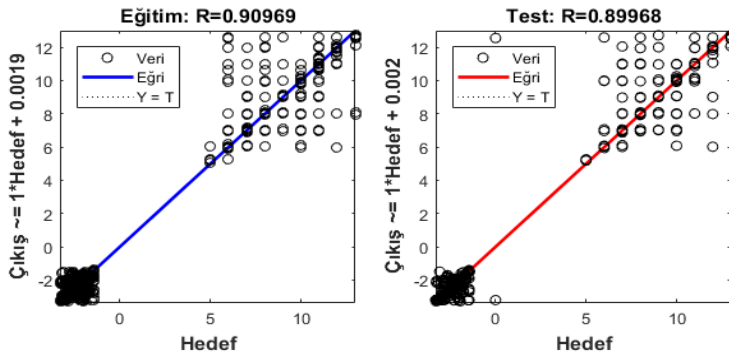 Eğitim: R=0.90969
Çıkış ~= 1*Hedef + 0.0019
12
10
8
6
4
2
0
-2
Veri
Eğri
Y = T
0
5
10
Hedef
Test: R=0.89968
Çıkış ~= 1*Hedef + 0.002
12
10
8
6
4
2
0
-2
Veri
Eğri
Y = T
0
5
10
Hedef